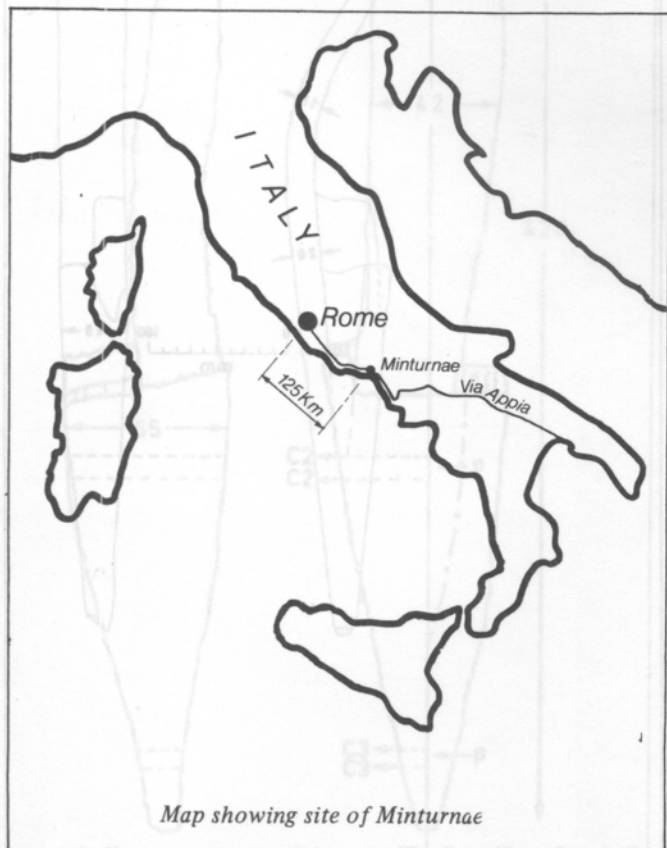 ITALY
Rome
Minturnae
Via Appia
125Km
Map showing site of Minturnae